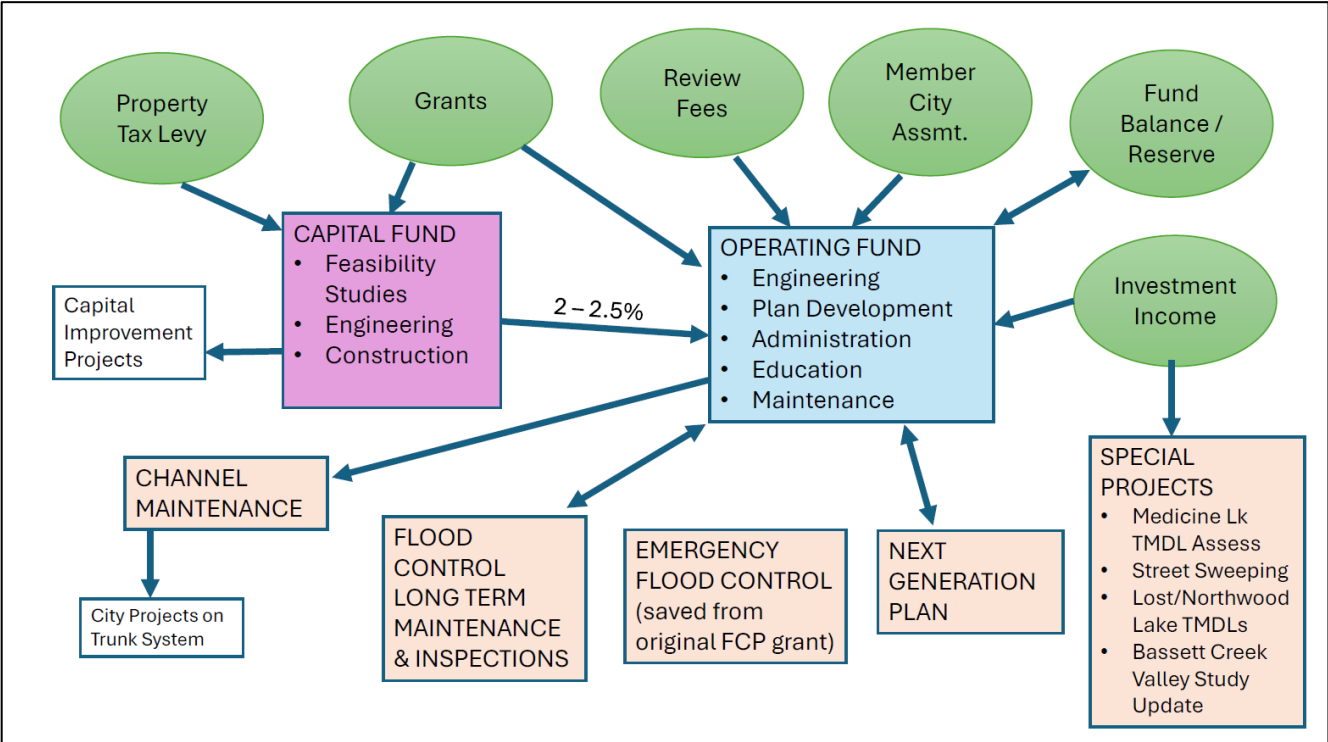 Property
Tax Levy
Grants
Review
Fees
Member
City
Assmt.
Fund
Balance /
Reserve
CAPITAL FUND
• Feasibility
Studies
• Engineering
• Construction
2 – 2.5%
OPERATING FUND
• Engineering
• Plan Development
• Administration
• Education
• Maintenance
Investment
Income
Capital
Improvement
Projects
CHANNEL
MAINTENANCE
City Projects on
Trunk System
FLOOD
CONTROL
LONG TERM
MAINTENANCE
& INSPECTIONS
EMERGENCY
FLOOD CONTROL
(saved from
original FCP grant)
NEXT
GENERATION
PLAN
SPECIAL
PROJECTS
• Medicine Lk
TMDL Assess
• Street Sweeping
• Lost/Northwood
Lake TMDLs
• Bassett Creek
Valley Study
Update